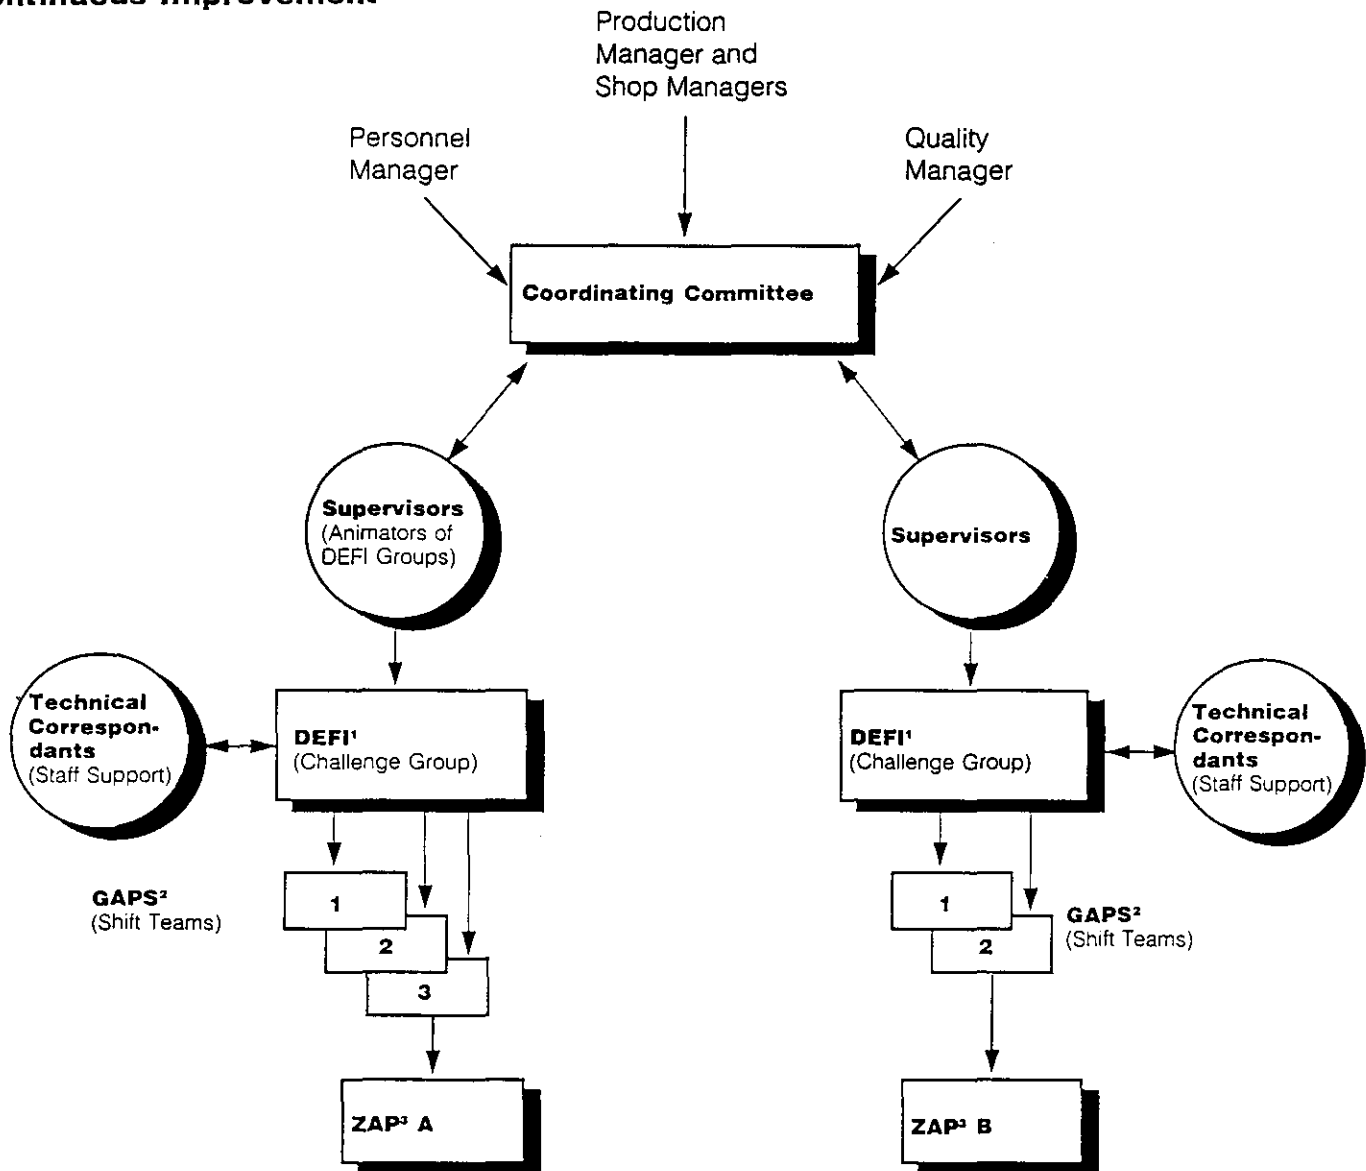 Improvement
Production
Manager and
Shop Managers
Personnel
Manager
Quality
Manager
Coordinating Committee
Supervisors
(Animators of
DEFI Groups)
Supervisors
Technical
Correspon-
dants
(Staff Support)
DEFI¹
(Challenge Group)
DEFI¹
(Challenge Group)
Technical
Correspon-
dants
(Staff Support)
GAPS²
(Shift Teams)
1
2
3
1
2
GAPS²
(Shift Teams)
ZAP³ A
ZAP³ B